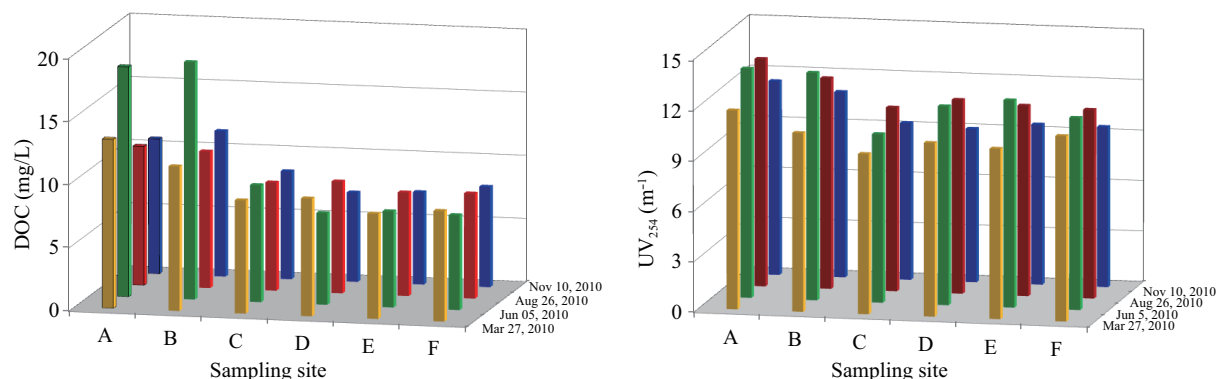 20
15
10
5
0
DOC (mg/L)
Nov 10, 2010
Aug 26, 2010
Jun 05, 2010
Mar 27, 2010
A B C D E F
Sampling site
15
12
9
6
3
0
UV₂₅₄ (m⁻¹)
Nov 10, 2010
Aug 26, 2010
Jun 5, 2010
Mar 27, 2010
A B C D E F
Sampling site